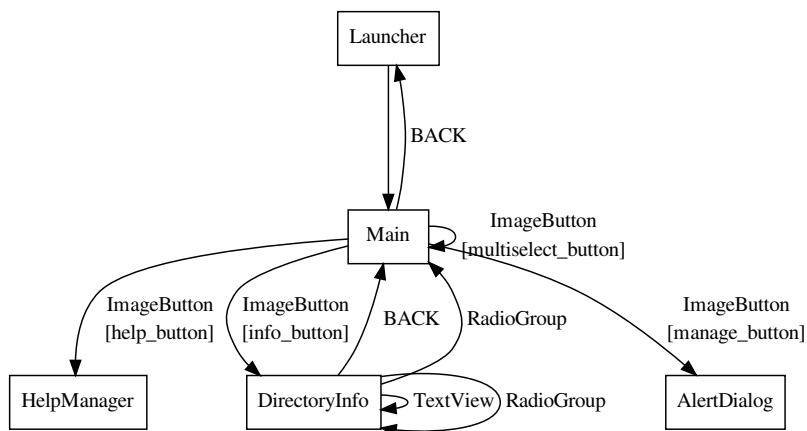 Launcher
BACK
Main
ImageButton
[multiselect_button]
ImageButton
[help_button]
ImageButton
[info_button]
BACK
RadioGroup
ImageButton
[manage_button]
HelpManager
DirectoryInfo
TextView
RadioGroup
AlertDialog